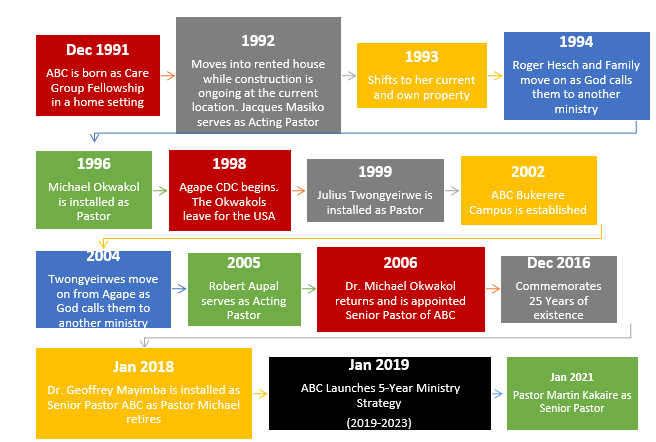 Dec 1991
ABC is born as Care
Group Fellowship
in a home setting
1992
Moves into rented house
while construction is
ongoing at the current
location. Jacques Masiko
serves as Acting Pastor
1993
Shifts to her current
and own property
1994
Roger Hesch and Family
move on as God calls
them to another
ministry
1996
Michael Okwakol
is installed as
Pastor
1998
Agape CDC begins.
The Okwakols
leave for the USA
1999
Julius Twongyeirwe is
installed as Pastor
2002
ABC Bukerere
Campus is established
2004
Twongyeirwes move
on from Agape as
God calls them to
another ministry
2005
Robert Aupal
serves as Acting
Pastor
2006
Dr. Michael Okwakol
returns and is appointed
Senior Pastor of ABC
Dec 2016
Commemorates
25 Years of
existence
Jan 2018
Dr. Geoffrey Mayimba is installed as
Senior Pastor ABC as Pastor Michael
retires
Jan 2019
ABC Launches 5-Year Ministry
Strategy
(2019-2023)
Jan 2021
Pastor Martin Kakaire as
Senior Pastor